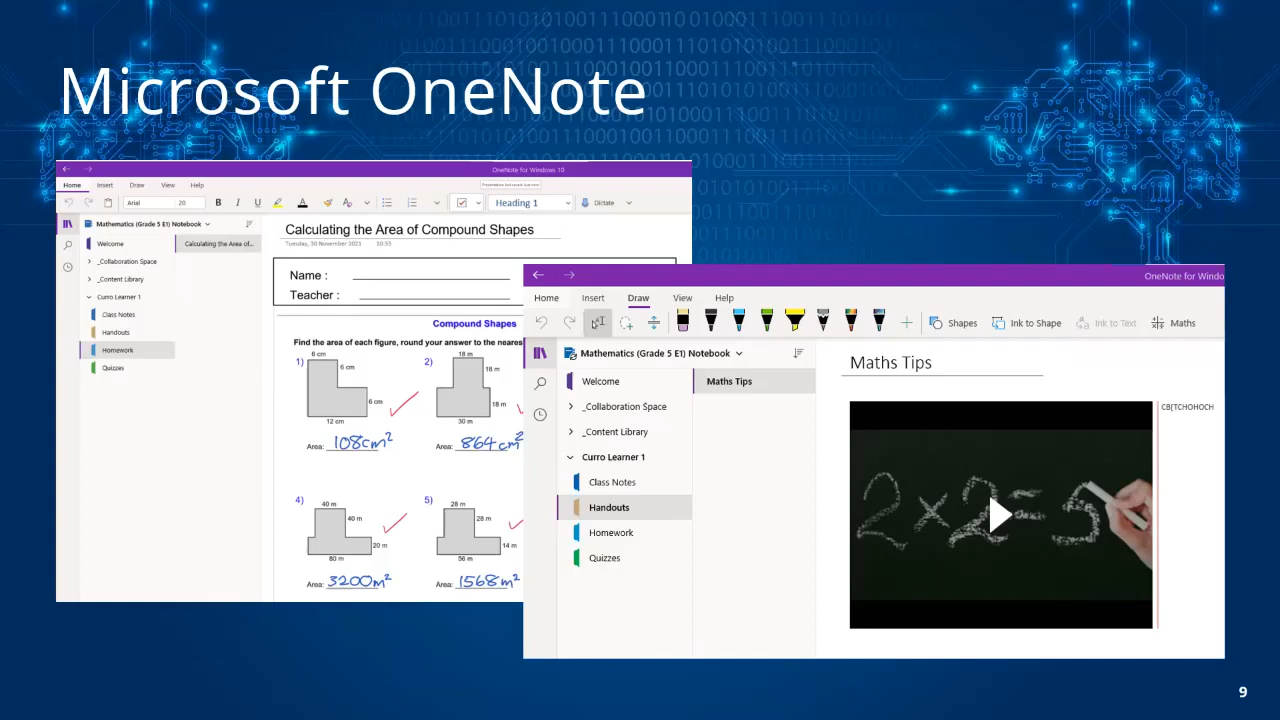 Microsoft OneNote
OneNote for Windows 10
Home Insert Draw View Help
Arial 20 B I U A Heading 1 Dictate
Mathematics (Grade 5 E1) Notebook
Welcome
_Collaboration Space
_Content Library
Curro Learner 1
Class Notes
Handouts
Homework
Quizzes
Calculating the Area of...
Calculating the Area of Compound Shapes
Tuesday, 30 November 2021 10:55
Name :
Teacher :
Compound Shapes
Find the area of each figure, round your answer to the neares
1)
6 cm
6 cm
6 cm
12 cm
Area: 108cm²
2)
18 m
18 m
18 m
30 m
Area: 864cm²
4)
40 m
40 m
20 m
80 m
Area: 3200m²
5)
28 m
28 m
14 m
56 m
Area: 1568m²
OneNote for Windo
Home Insert Draw View Help
Shapes Ink to Shape Ink to Text Maths
Mathematics (Grade 5 E1) Notebook
Welcome
_Collaboration Space
_Content Library
Curro Learner 1
Class Notes
Handouts
Homework
Quizzes
Maths Tips
Maths Tips
2×2=5
CB[TCHOHOCH
9